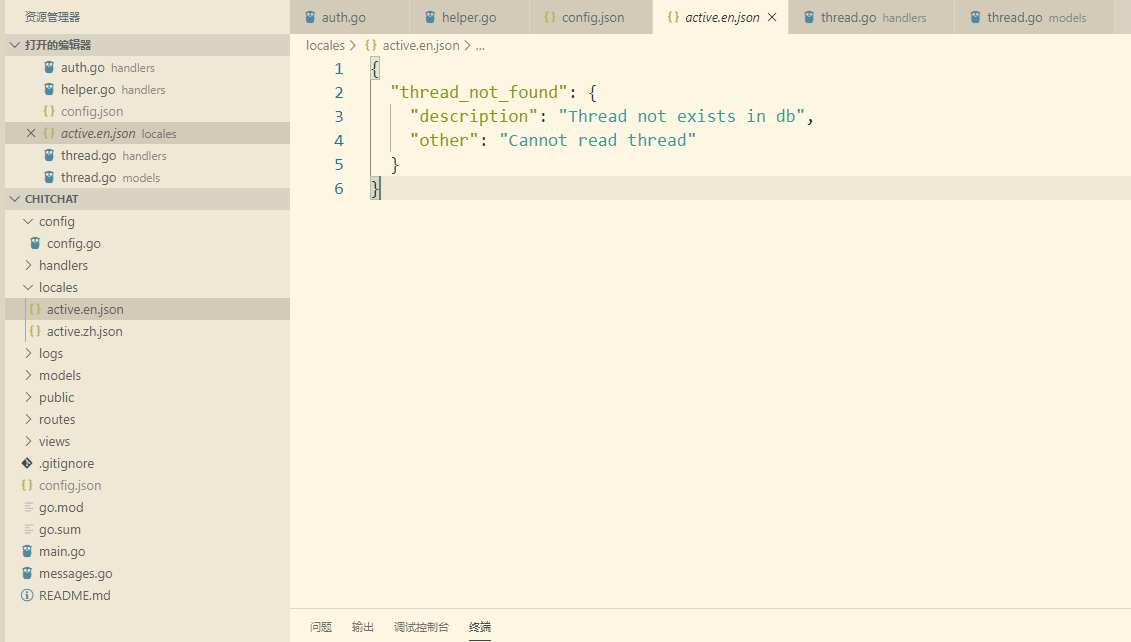 资源管理器
打开的编辑器
auth.go handlers
helper.go handlers
config.json
active.en.json locales
thread.go handlers
thread.go models
CHITCHAT
config
config.go
handlers
locales
active.en.json
active.zh.json
logs
models
public
routes
views
.gitignore
config.json
go.mod
go.sum
main.go
messages.go
README.md
auth.go helper.go config.json active.en.json thread.go handlers thread.go models
locales > active.en.json > ...
1 {
2 "thread_not_found": {
3 "description": "Thread not exists in db",
4 "other": "Cannot read thread"
5 }
6 }
问题 输出 调试控制台 终端